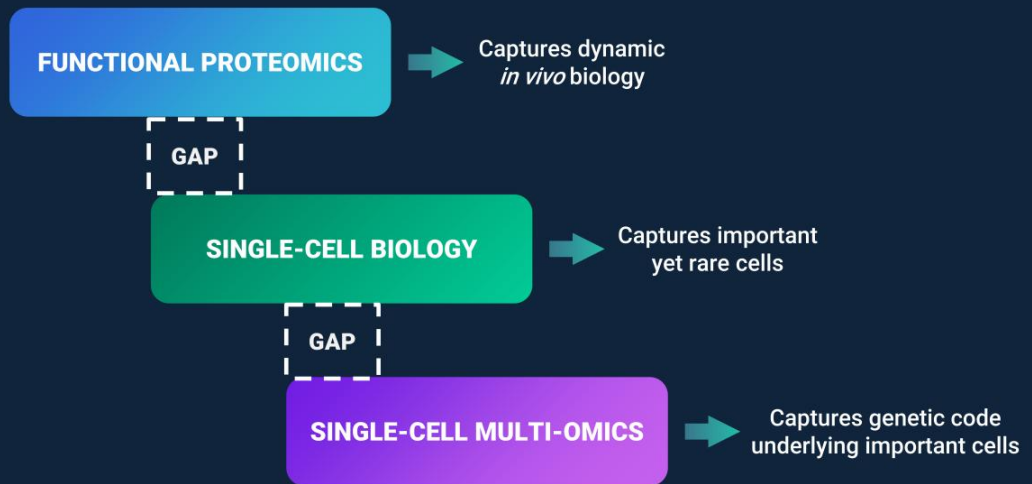 FUNCTIONAL PROTEOMICS
Captures dynamic
in vivo biology
GAP
SINGLE-CELL BIOLOGY
Captures important
yet rare cells
GAP
SINGLE-CELL MULTI-OMICS
Captures genetic code
underlying important cells